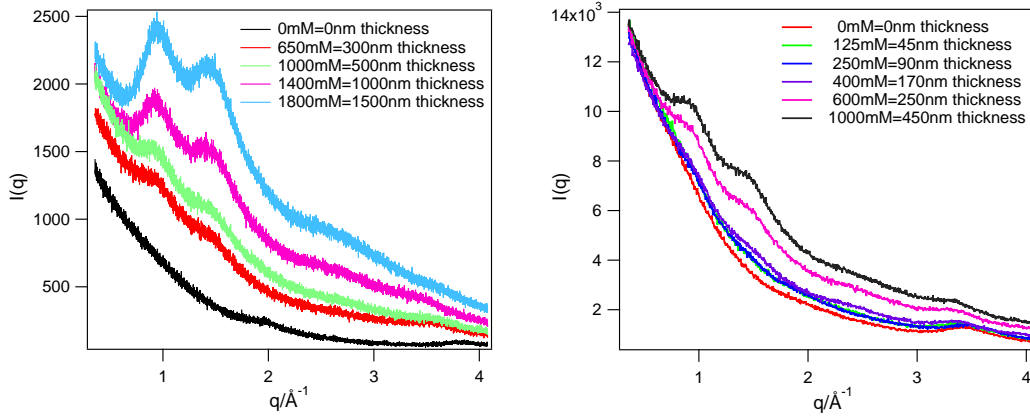 2500
2000
1500
1000
500
I(q)
0mM=0nm thickness
650mM=300nm thickness
1000mM=500nm thickness
1400mM=1000nm thickness
1800mM=1500nm thickness
1 2 3 4
q/Å⁻¹
14x10³
12
10
8
6
4
2
I(q)
0mM=0nm thickness
125mM=45nm thickness
250mM=90nm thickness
400mM=170nm thickness
600mM=250nm thickness
1000mM=450nm thickness
1 2 3 4
q/Å⁻¹